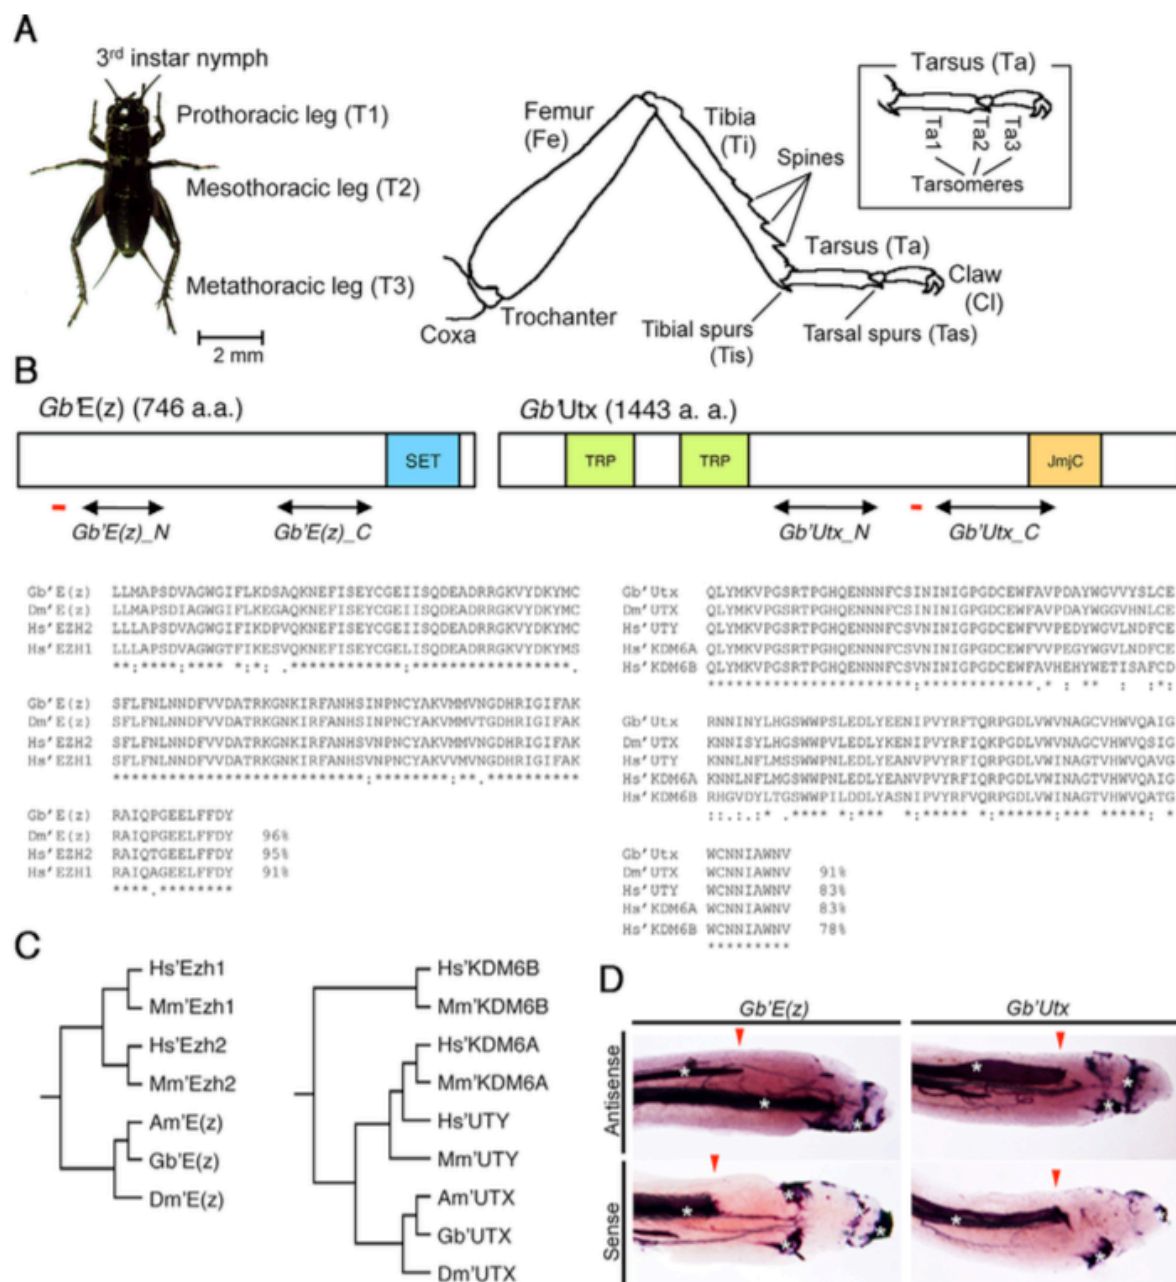 A
3rd instar nymph
Prothoracic leg (T1)
Mesothoracic leg (T2)
Metathoracic leg (T3)
2 mm
Femur
(Fe)
Tibia
(Ti)
Spines
Tarsus (Ta)
Claw
(Cl)
Coxa
Trochanter
Tibial spurs
(Tis)
Tarsal spurs (Tas)
Tarsus (Ta)
Ta1
Ta2
Ta3
Tarsomeres
B
Gb'E(z) (746 a.a.)
SET
Gb'E(z)_N
Gb'E(z)_C
Gb'Utx (1443 a. a.)
TRP
TRP
JmjC
Gb'Utx_N
Gb'Utx_C
Gb'E(z) LLMAPSDVAGWGIFLKDSAQKNEFISEYCGEIISQDEADRRGKVYDKYMC
Dm'E(z) LLMAPSDIAGWGIFLKEGAQKNEFISEYCGEIISQDEADRRGKVYDKYMC
Hs'EZH2 LLLAPSDVAGWGIFIKDPVQKNEFISEYCGEIISQDEADRRGKVYDKYMC
Hs'EZH1 LLLAPSDVAGWGTFIKESVQKNEFISEYCGELISQDEADRRGKVYDKYMS
Gb'E(z) SFLFNLNNDFVVDATRKGNKIRFANHSINPNCYAKVMMVNGDHRIGIFAK
Dm'E(z) SFLFNLNNDFVVDATRKGNKIRFANHSINPNCYAKVMMVTGDHRIGIFAK
Hs'EZH2 SFLFNLNNDFVVDATRKGNKIRFANHSVNPNCYAKVMMVNGDHRIGIFAK
Hs'EZH1 SFLFNLNNDFVVDATRKGNKIRFANHSVNPNCYAKVVMVNGDHRIGIFAK
Gb'E(z) RAIQPGEELFFDY
Dm'E(z) RAIQPGEELFFDY 96%
Hs'EZH2 RAIQTGEELFFDY 95%
Hs'EZH1 RAIQAGEELFFDY 91%
Gb'Utx QLYMKVPGSRTPGHQENNNFCSININIGPGDCEWFAVPDAYWGVVYSLCE
Dm'UTX QLYMKVPGSRTPGHQENNNFCSININIGPGDCEWFAVPDAYWGGVHNLCE
Hs'UTY QLYMKVPGSRTPGHQENNNFCSVNINIGPGDCEWFVVPEDYWGVLNDFCE
Hs'KDM6A QLYMKVPGSRTPGHQENNNFCSVNINIGPGDCEWFVVPEGYWGVLNDFCE
Hs'KDM6B QLYMKVPGSRTPGHQENNNFCSVNINIGPGDCEWFAVHEHYWETISAFCD
Gb'Utx RNNINYLHGSWWPSLEDLYEENIPVYRFTQRPGDLVWVNAGCVHWVQAIG
Dm'UTX KNNISYLHGSWWPVLEDLYKENIPVYRFIQKPGDLVWVNAGCVHWVQSIG
Hs'UTY KNNLNFLMSSWWPNLEDLYEANVPVYRFIQRPGDLVWINAGTVHWVQAVG
Hs'KDM6A KNNLNFLMGSWWPNLEDLYEANVPVYRFIQRPGDLVWINAGTVHWVQAIG
Hs'KDM6B RHGVDYLTGSWWPILDDLYASNIPVYRFVQRPGDLVWINAGTVHWVQATG
Gb'Utx WCNNIAWNV
Dm'UTX WCNNIAWNV 91%
Hs'UTY WCNNIAWNV 83%
Hs'KDM6A WCNNIAWNV 83%
Hs'KDM6B WCNNIAWNV 78%
C
Hs'Ezh1
Mm'Ezh1
Hs'Ezh2
Mm'Ezh2
Am'E(z)
Gb'E(z)
Dm'E(z)
Hs'KDM6B
Mm'KDM6B
Hs'KDM6A
Mm'KDM6A
Hs'UTY
Mm'UTY
Am'UTX
Gb'UTX
Dm'UTX
D
Gb'E(z)
Gb'Utx
Antisense
Sense